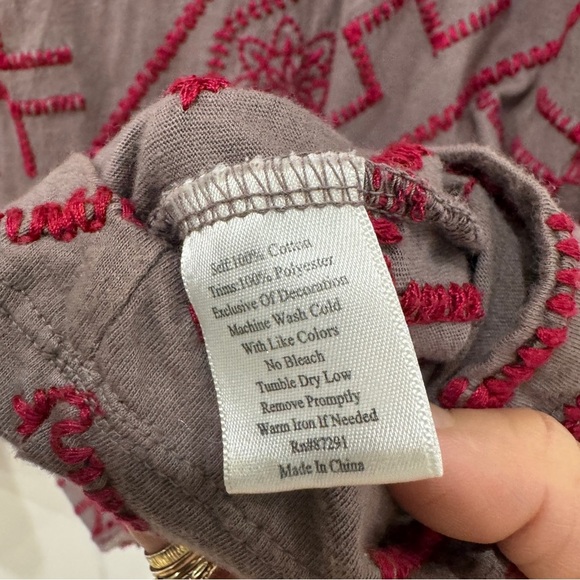 Self:100% Cotton
Trims:100% Polyester
Exclusive Of Decoration
Machine Wash Cold
With Like Colors
No Bleach
Tumble Dry Low
Remove Promptly
Warm Iron If Needed
Rn#87291
Made In China